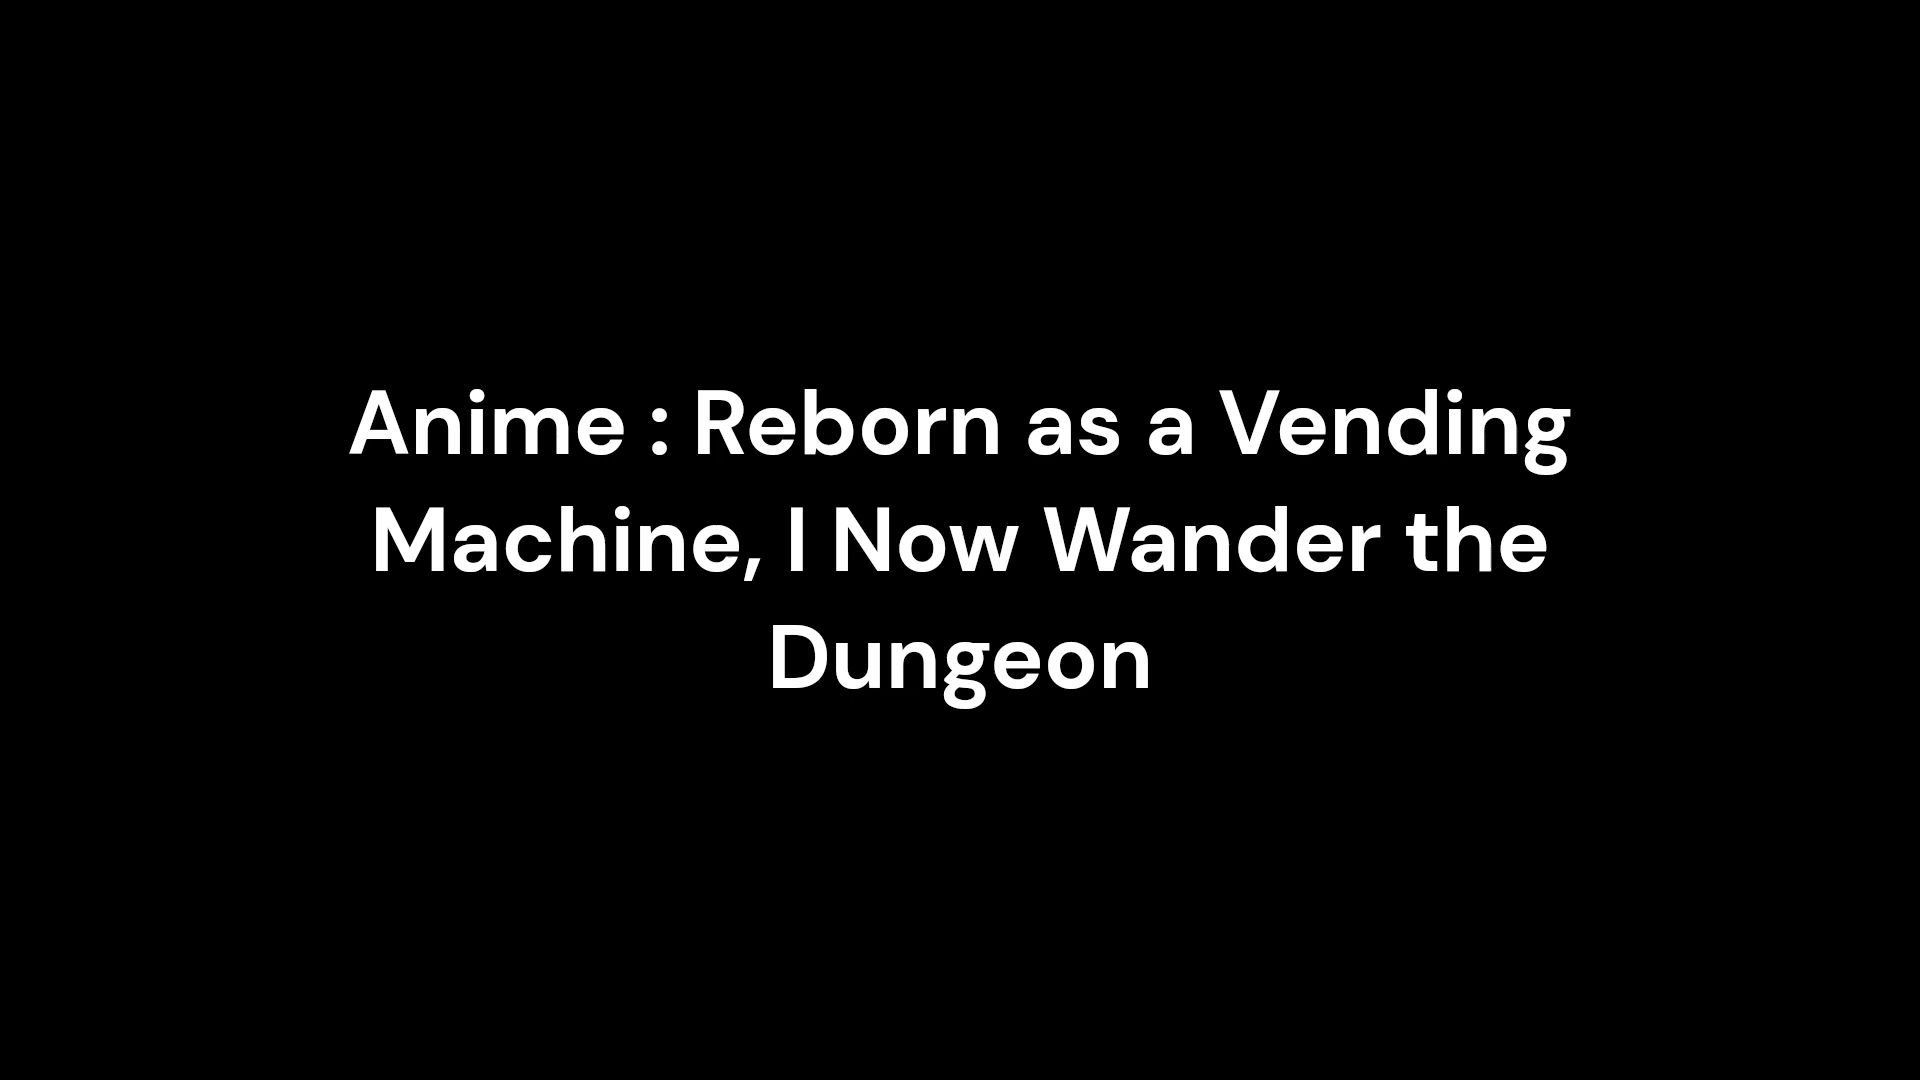 Anime : Reborn as a Vending
Machine, I Now Wander the
Dungeon